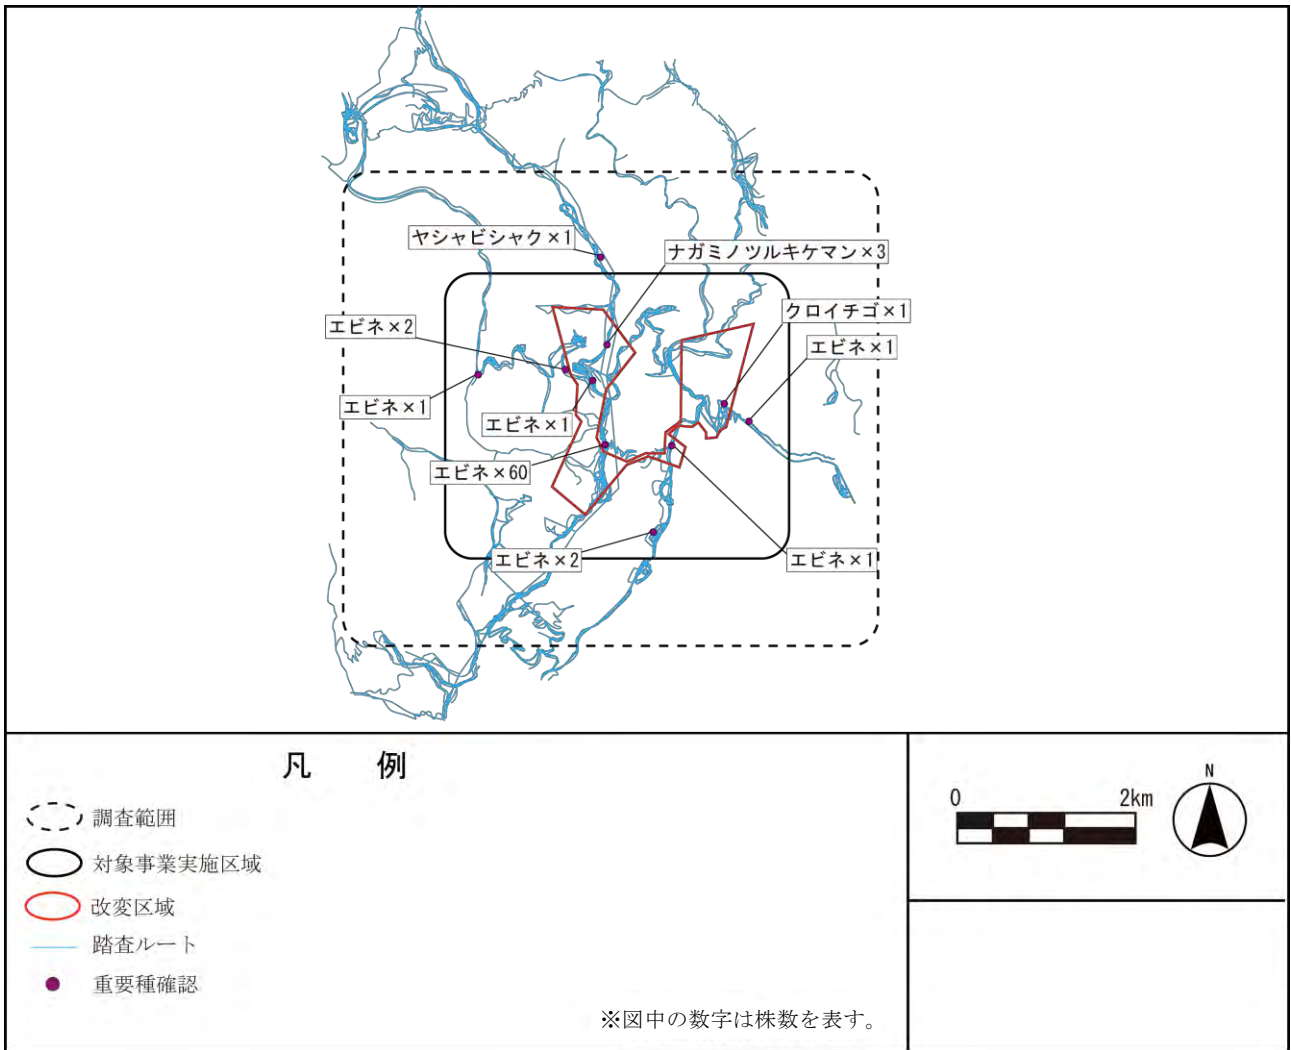 ヤシャビシャク×1
ナガミノツルキケマン×3
クロイチゴ×1
エビネ×2
エビネ×1
エビネ×1
エビネ×1
エビネ×60
エビネ×2
エビネ×1
凡 例
調査範囲
対象事業実施区域
改変区域
踏査ルート
重要種確認
※図中の数字は株数を表す。
0 2km
N